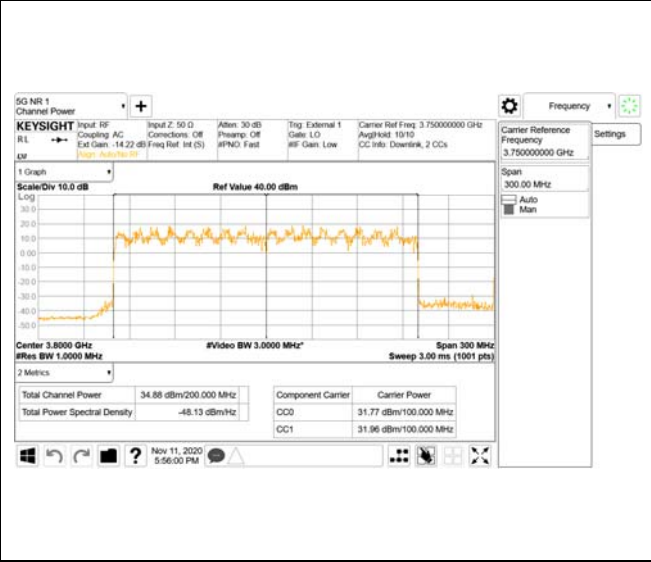 5G NR 1
Channel Power
Frequency
KEYSIGHT
Input: RF
Input Z: 50 Ω
Atten: 30 dB
Trig: External 1
Carrier Ref Freq: 3.750000000 GHz
R L
Coupling: AC
Corrections: Off
Preamp: Off
Gate: LO
Avg|Hold: 10/10
Ext Gain: -14.22 dB
Freq Ref: Int (S)
#PNO: Fast
#IF Gain: Low
CC Info: Downlink, 2 CCs
Align: Auto/No RF
Carrier Reference
Frequency
3.750000000 GHz
Settings
Span
300.00 MHz
Auto
Man
1 Graph
Scale/Div 10.0 dB
Ref Value 40.00 dBm
Log
30.0
20.0
10.0
0.00
-10.0
-20.0
-30.0
-40.0
-50.0
Center 3.8000 GHz
#Video BW 3.0000 MHz*
Span 300 MHz
#Res BW 1.0000 MHz
Sweep 3.00 ms (1001 pts)
2 Metrics
Total Channel Power
34.88 dBm/200.000 MHz
Total Power Spectral Density
-48.13 dBm/Hz
Component Carrier
Carrier Power
CC0
31.77 dBm/100.000 MHz
CC1
31.96 dBm/100.000 MHz
?
Nov 11, 2020
5:56:00 PM